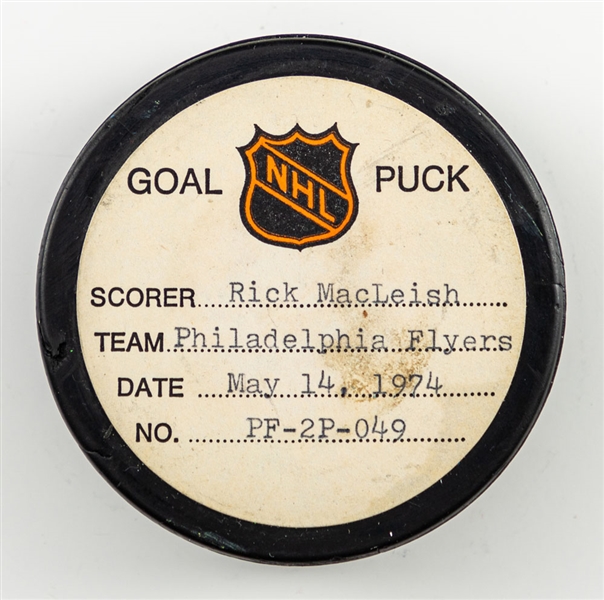 GOAL NHL PUCK
SCORER....Rick MacLeish......
TEAM.Philadelphia Flyers
DATE.....May 14, 1974........
NO..........PF-2P-049..........